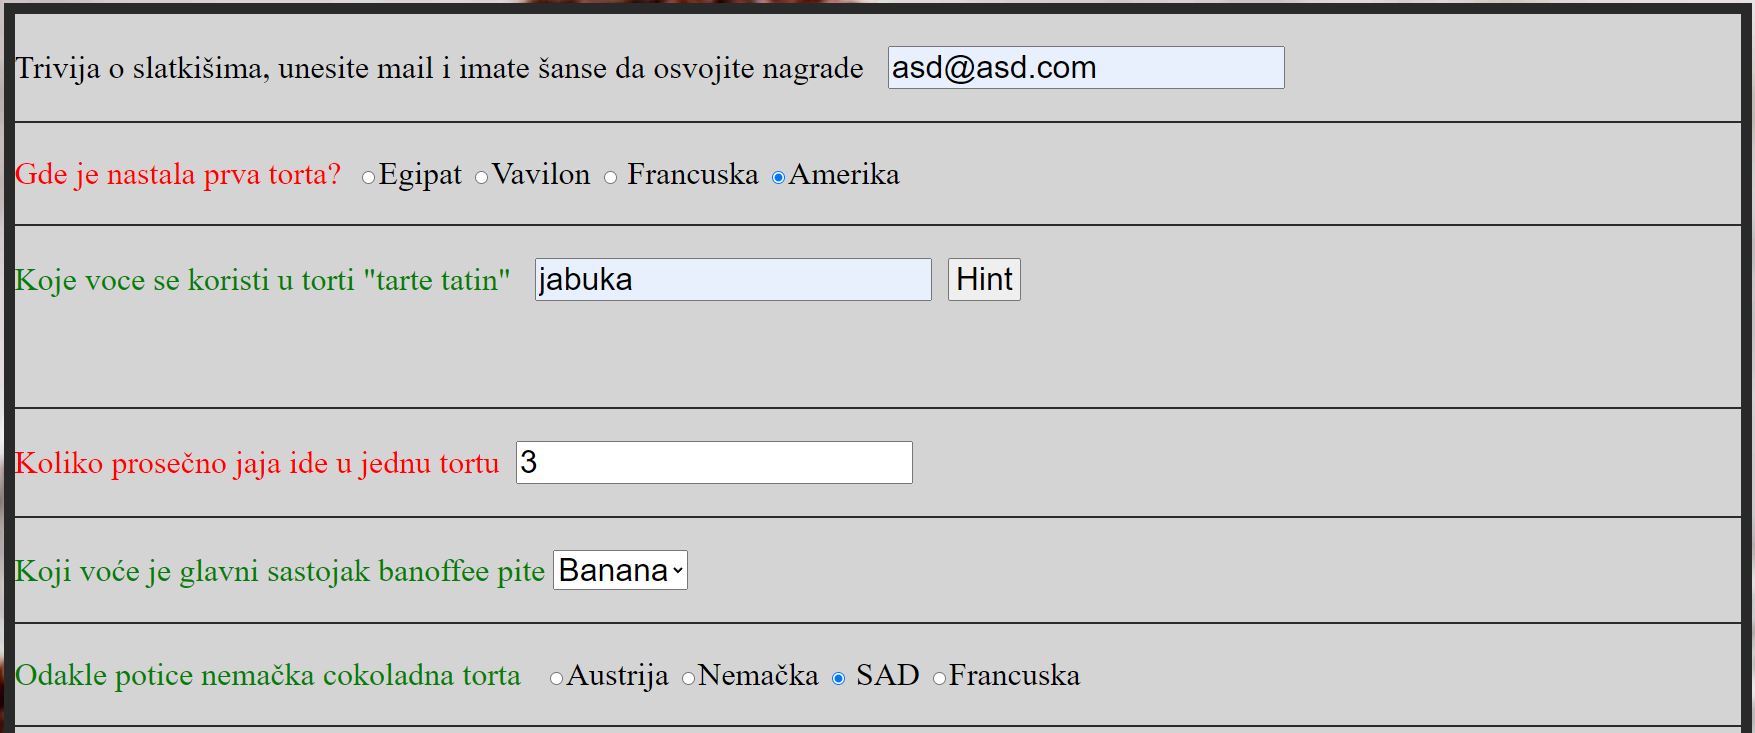 Trivija o slatkišima, unesite mail i imate šanse da osvojite nagrade asd@asd.com
Gde je nastala prva torta? Egipat Vavilon Francuska Amerika
Koje voce se koristi u torti "tarte tatin" jabuka Hint
Koliko prosečno jaja ide u jednu tortu 3
Koji voće je glavni sastojak banoffee pite Banana
Odakle potice nemačka cokoladna torta Austrija Nemačka SAD Francuska